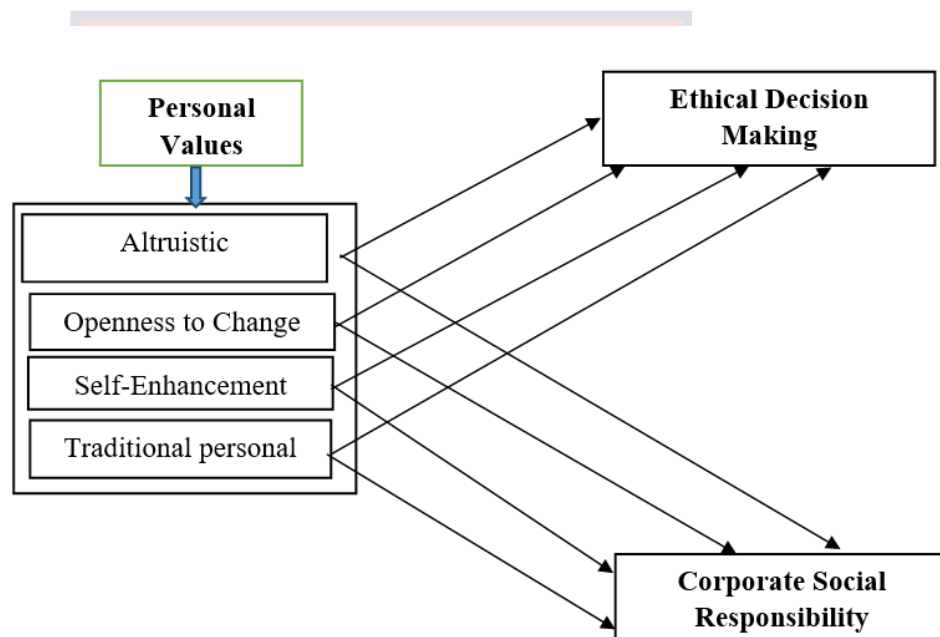 Personal
Values
Altruistic
Openness to Change
Self-Enhancement
Traditional personal
Ethical Decision
Making
Corporate Social
Responsibility